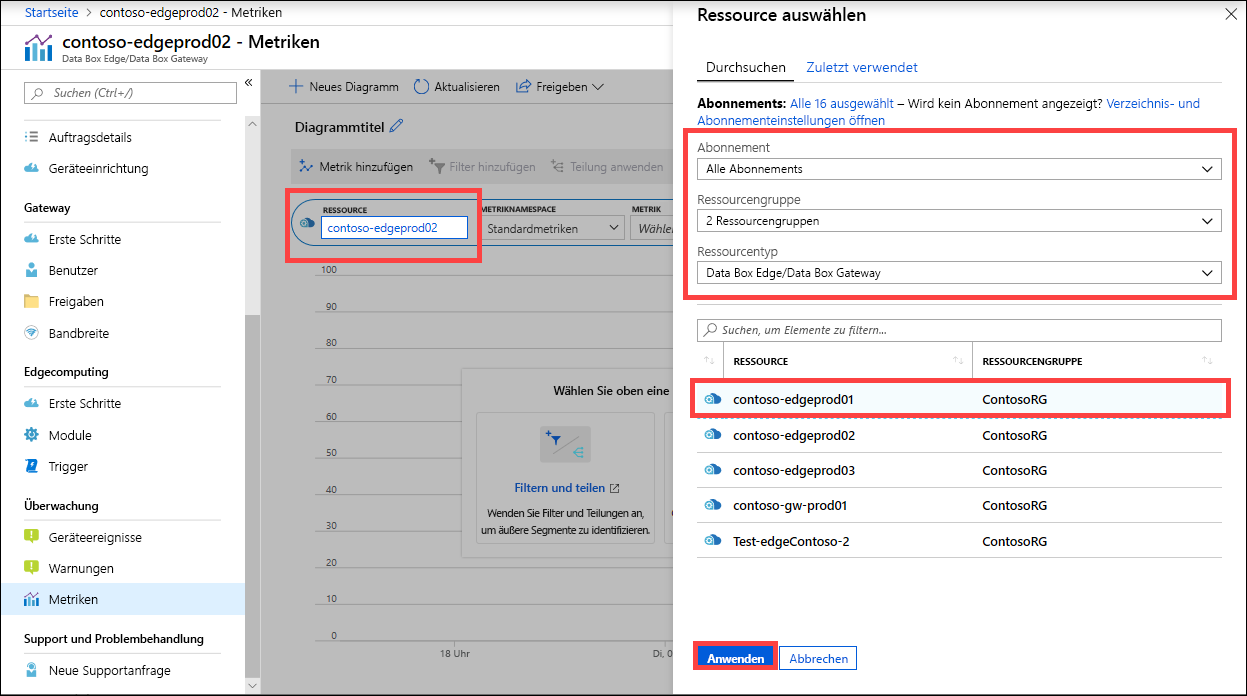 Startseite > contoso-edgeprod02 - Metriken
contoso-edgeprod02 - Metriken
Data Box Edge/Data Box Gateway
Suchen (Ctrl+/)
«
Auftragsdetails
Geräteeinrichtung
Gateway
Erste Schritte
Benutzer
Freigaben
Bandbreite
Edgecomputing
Erste Schritte
Module
Trigger
Überwachung
Geräteereignisse
Warnungen
Metriken
Support und Problembehandlung
Neue Supportanfrage
Neues Diagramm Aktualisieren Freigeben
Diagrammtitel
Metrik hinzufügen Filter hinzufügen Teilung anwenden
RESSOURCE METRIKNAMESPACE METRIK
contoso-edgeprod02 Standardmetriken Wähle
100
90
80
70
60
50
40
30
20
10
0
18 Uhr Di, 0
Wählen Sie oben eine
Filtern und teilen
Wenden Sie Filter und Teilungen an,
um äußere Segmente zu identifizieren.
Ressource auswählen
Durchsuchen Zuletzt verwendet
Abonnements: Alle 16 ausgewählt – Wird kein Abonnement angezeigt? Verzeichnis- und
Abonnementeinstellungen öffnen
Abonnement
Alle Abonnements
Ressourcengruppe
2 Ressourcengruppen
Ressourcentyp
Data Box Edge/Data Box Gateway
Suchen, um Elemente zu filtern...
RESSOURCE RESSOURCENGRUPPE
contoso-edgeprod01 ContosoRG
contoso-edgeprod02 ContosoRG
contoso-edgeprod03 ContosoRG
contoso-gw-prod01 ContosoRG
Test-edgeContoso-2 ContosoRG
Anwenden Abbrechen